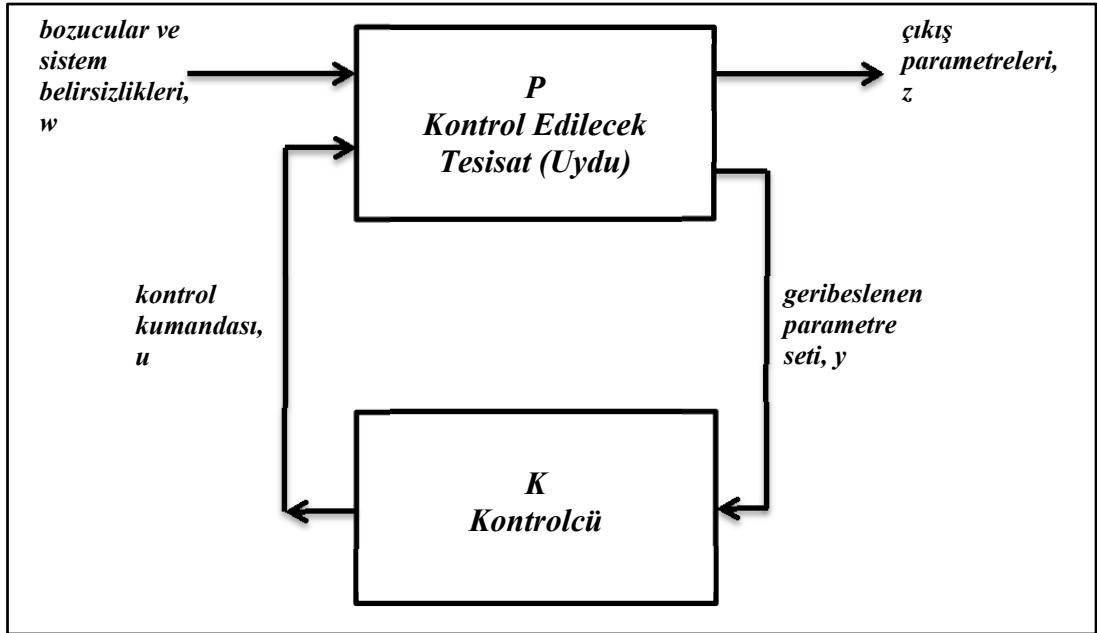 bozucular ve
sistem
belirsizlikleri,
w
P
Kontrol Edilecek
Tesisat (Uydu)
çıkış
parametreleri,
z
kontrol
kumandası,
u
geribeslenen
parametre
seti, y
K
Kontrolcü